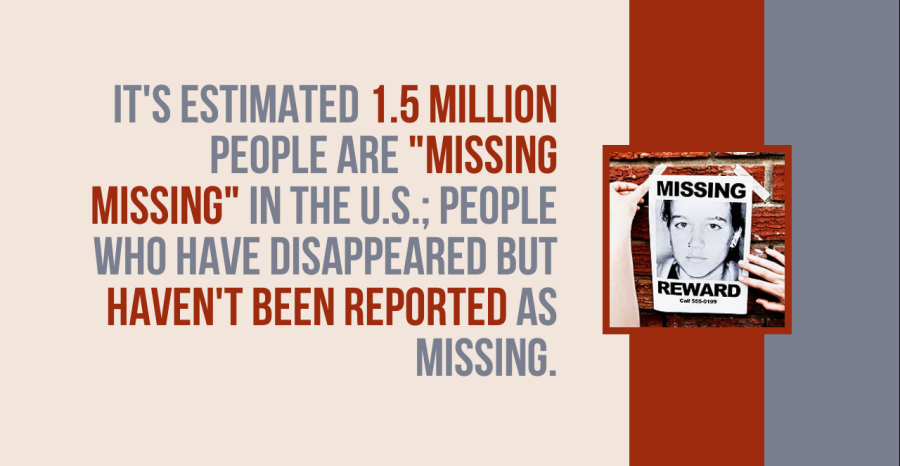 IT'S ESTIMATED 1.5 MILLION
PEOPLE ARE "MISSING
MISSING" IN THE U.S.; PEOPLE
WHO HAVE DISAPPEARED BUT
HAVEN'T BEEN REPORTED AS
MISSING.
MISSING
REWARD
Call 555-0199